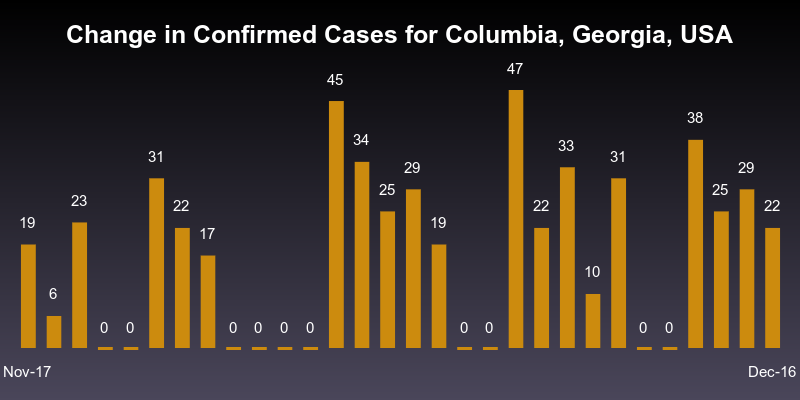 Change in Confirmed Cases for Columbia, Georgia, USA
19 6 23 0 0 31 22 17 0 0 0 0 45 34 25 29 19 0 0 47 22 33 10 31 0 0 38 25 29 22
Nov-17 Dec-16